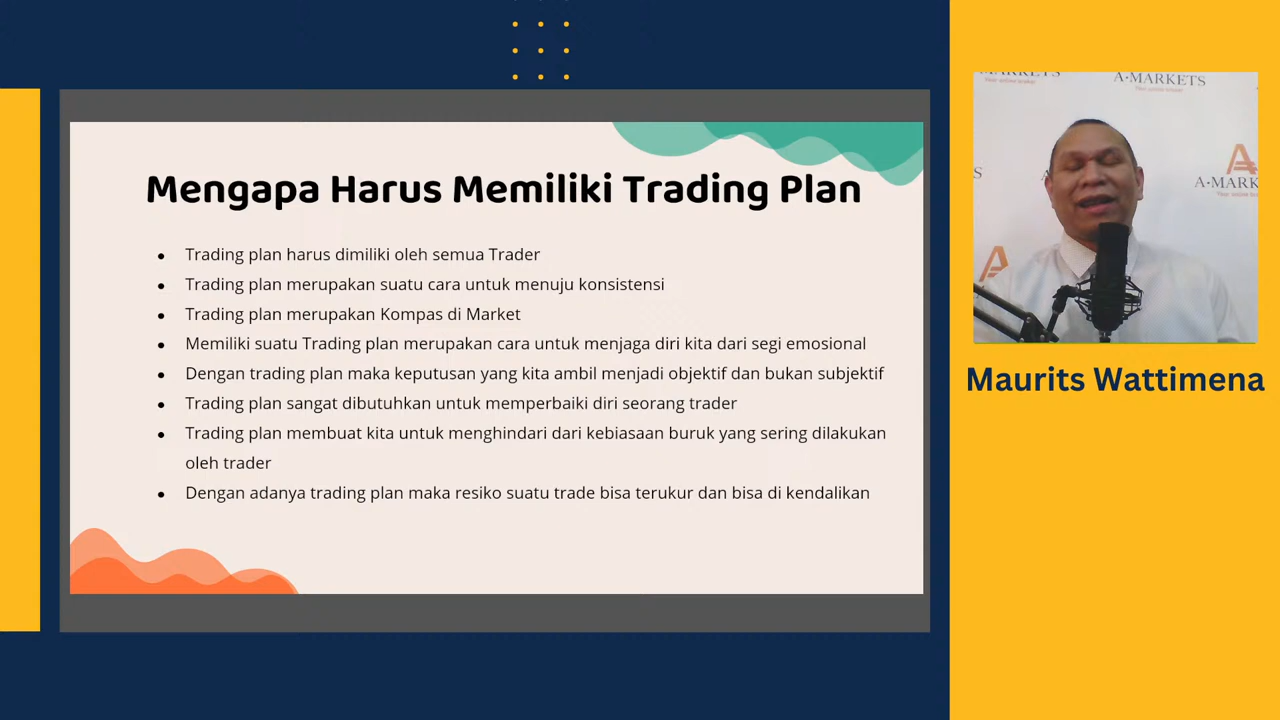 Mengapa Harus Memiliki Trading Plan
Trading plan harus dimiliki oleh semua Trader
Trading plan merupakan suatu cara untuk menuju konsistensi
Trading plan merupakan Kompas di Market
Memiliki suatu Trading plan merupakan cara untuk menjaga diri kita dari segi emosional
Dengan trading plan maka keputusan yang kita ambil menjadi objektif dan bukan subjektif
Trading plan sangat dibutuhkan untuk memperbaiki diri seorang trader
Trading plan membuat kita untuk menghindari dari kebiasaan buruk yang sering dilakukan
oleh trader
Dengan adanya trading plan maka resiko suatu trade bisa terukur dan bisa di kendalikan
A·MARKETS
Your online broker
Maurits Wattimena